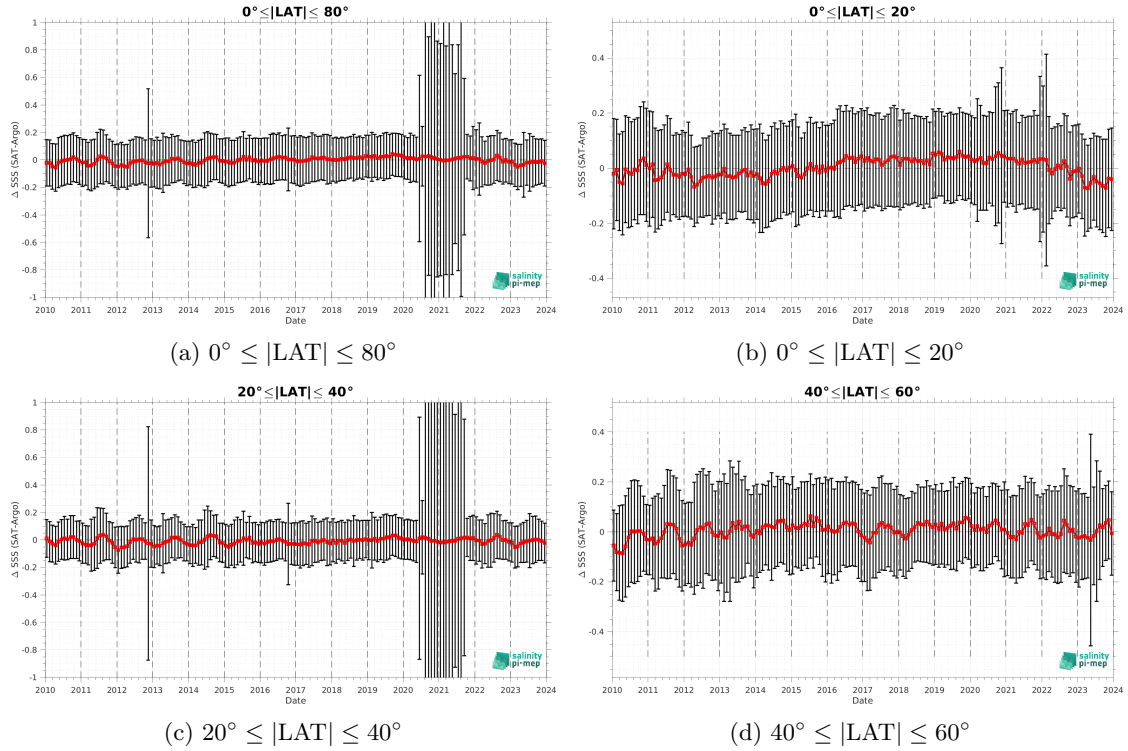 0°≤|LAT|≤ 80°
Δ SSS (SAT-Argo)
1
0.8
0.6
0.4
0.2
0
-0.2
-0.4
-0.6
-0.8
-1
2010 2011 2012 2013 2014 2015 2016 2017 2018 2019 2020 2021 2022 2023 2024
Date
salinity
pi-mep
(a) 0° ≤ |LAT| ≤ 80°
0°≤|LAT|≤ 20°
Δ SSS (SAT-Argo)
0.4
0.2
0
-0.2
-0.4
2010 2011 2012 2013 2014 2015 2016 2017 2018 2019 2020 2021 2022 2023 2024
Date
salinity
pi-mep
(b) 0° ≤ |LAT| ≤ 20°
20°≤|LAT|≤ 40°
Δ SSS (SAT-Argo)
1
0.8
0.6
0.4
0.2
0
-0.2
-0.4
-0.6
-0.8
-1
2010 2011 2012 2013 2014 2015 2016 2017 2018 2019 2020 2021 2022 2023 2024
Date
salinity
pi-mep
(c) 20° ≤ |LAT| ≤ 40°
40°≤|LAT|≤ 60°
Δ SSS (SAT-Argo)
0.4
0.2
0
-0.2
-0.4
2010 2011 2012 2013 2014 2015 2016 2017 2018 2019 2020 2021 2022 2023 2024
Date
salinity
pi-mep
(d) 40° ≤ |LAT| ≤ 60°